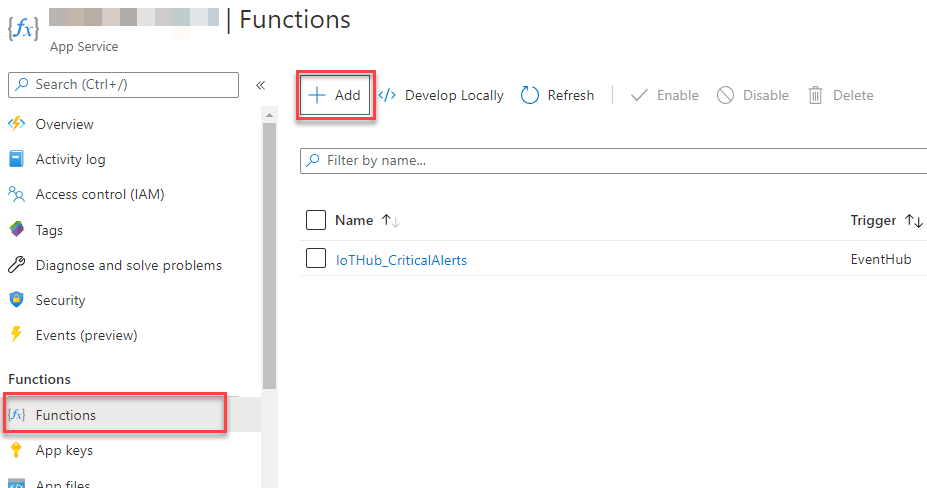 | Functions
App Service
Search (Ctrl+/)
«
Add
</> Develop Locally
Refresh
Enable
Disable
Delete
Overview
Activity log
Access control (IAM)
Tags
Diagnose and solve problems
Security
Events (preview)
Functions
Functions
App keys
App files
Filter by name...
Name ↑↓
Trigger ↑↓
IoTHub_CriticalAlerts
EventHub